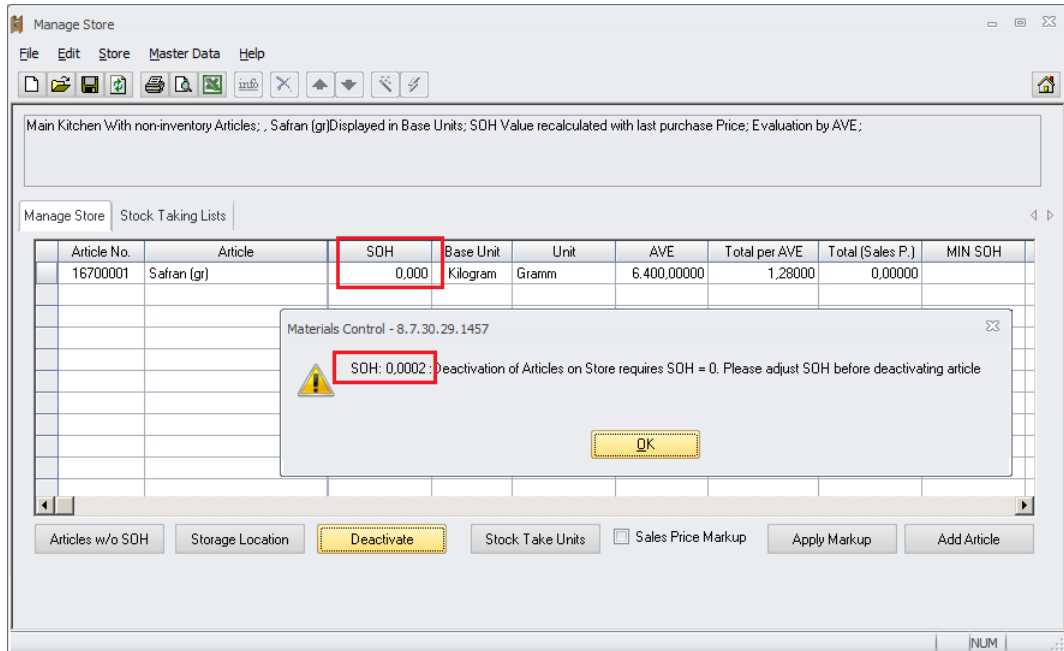 Manage Store
File Edit Store Master Data Help
info
Main Kitchen With non-inventory Articles; , Safran (gr)Displayed in Base Units; SOH Value recalculated with last purchase Price; Evaluation by AVE;
Manage Store Stock Taking Lists
Article No. Article SOH Base Unit Unit AVE Total per AVE Total (Sales P.) MIN SOH
16700001 Safran (gr) 0,000 Kilogram Gramm 6.400,00000 1,28000 0,00000
Materials Control - 8.7.30.29.1457
SOH: 0,0002 : Deactivation of Articles on Store requires SOH = 0. Please adjust SOH before deactivating article
OK
Articles w/o SOH Storage Location Deactivate Stock Take Units Sales Price Markup Apply Markup Add Article
NUM